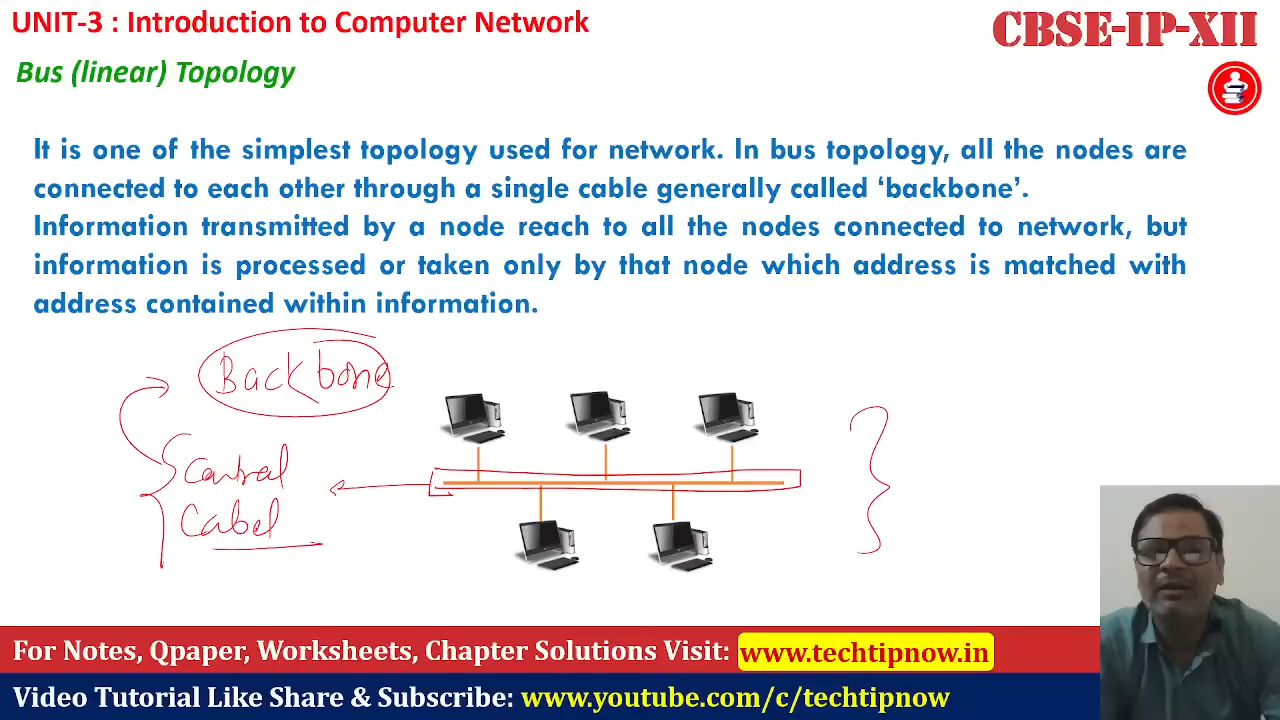 UNIT-3 : Introduction to Computer Network
CBSE-IP-XII
Bus (linear) Topology
It is one of the simplest topology used for network. In bus topology, all the nodes are
connected to each other through a single cable generally called ‘backbone’.
Information transmitted by a node reach to all the nodes connected to network, but
information is processed or taken only by that node which address is matched with
address contained within information.
Backbone
Central
Cabel
For Notes, Qpaper, Worksheets, Chapter Solutions Visit: www.techtipnow.in
Video Tutorial Like Share & Subscribe: www.youtube.com/c/techtipnow